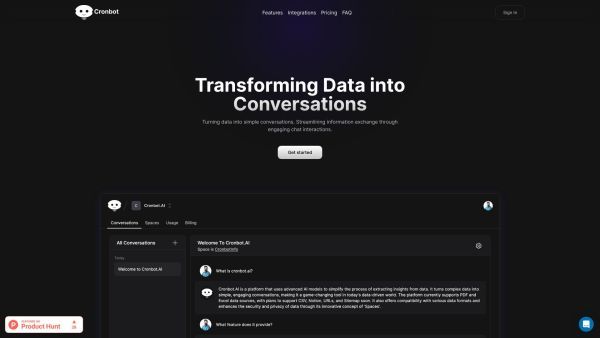 Cronbot
Features Integrations Pricing FAQ
Sign in
Transforming Data into
Conversations
Turning data into simple conversations. Streamlining information exchange through
engaging chat interactions.
Get started
C Cronbot.AI
Conversations Spaces Usage Billing
All Conversations
Today
Welcome to Cronbot.AI
Welcome To Cronbot.AI
Space is CronbotInfo
What is cronbot.ai?
Cronbot.AI is a platform that uses advanced AI models to simplify the process of extracting insights from data. It turns complex data into
simple, engaging conversations, making it a game-changing tool in today's data-driven world. The platform currently supports PDF and
Excel data sources, with plans to support CSV, Notion, URLs, and Sitemap soon. It also offers compatibility with various data formats and
enhances the security and privacy of data through its innovative concept of 'Spaces'.
What feature does it provide?
FEATURED ON
Product Hunt